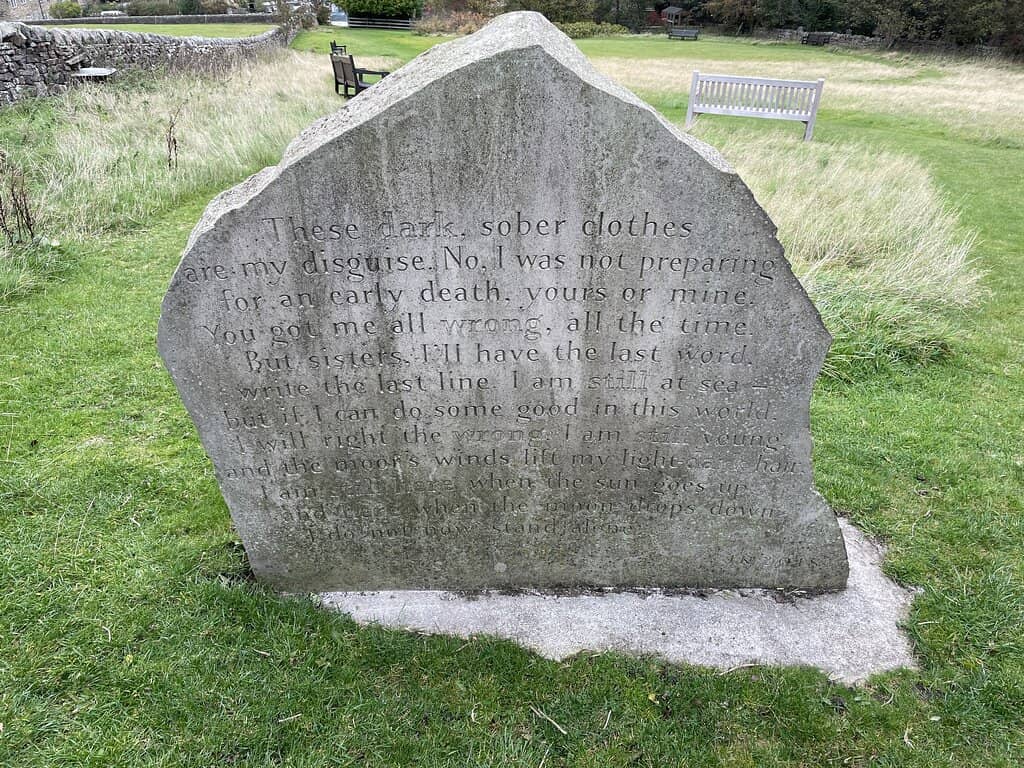 These dark, sober clothes
are my disguise. No, I was not preparing
for an early death, yours or mine.
You got me all wrong, all the time.
But sisters, I'll have the last word,
write the last line. I am still at sea –
but if I can do some good in this world,
I will right the wrong. I am still young
and the moor's winds lift my light-dark hair.
I am still here when the sun goes up,
and here when the moon drops down.
I do not now stand alone.